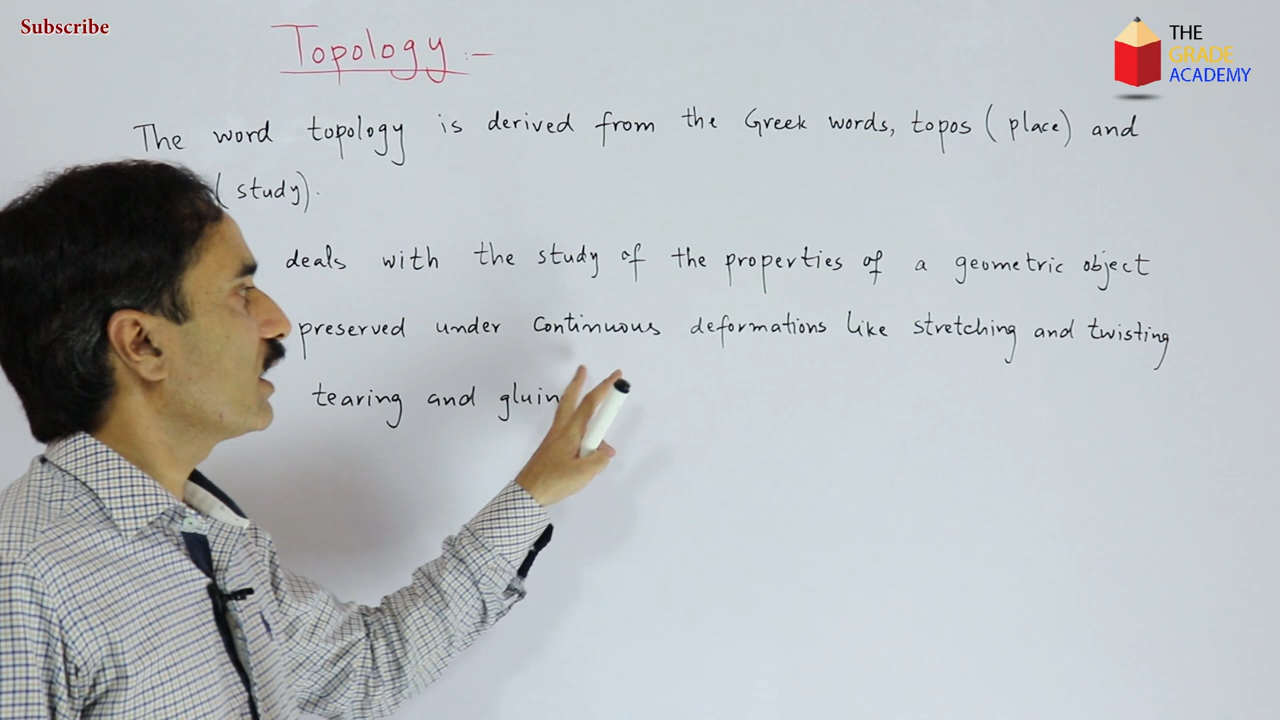 Subscribe
THE
GRADE
ACADEMY
Topology :-
The word topology is derived from the Greek words, topos (place) and
(study).
deals with the study of the properties of a geometric object
preserved under continuous deformations like stretching and twisting
tearing and gluin